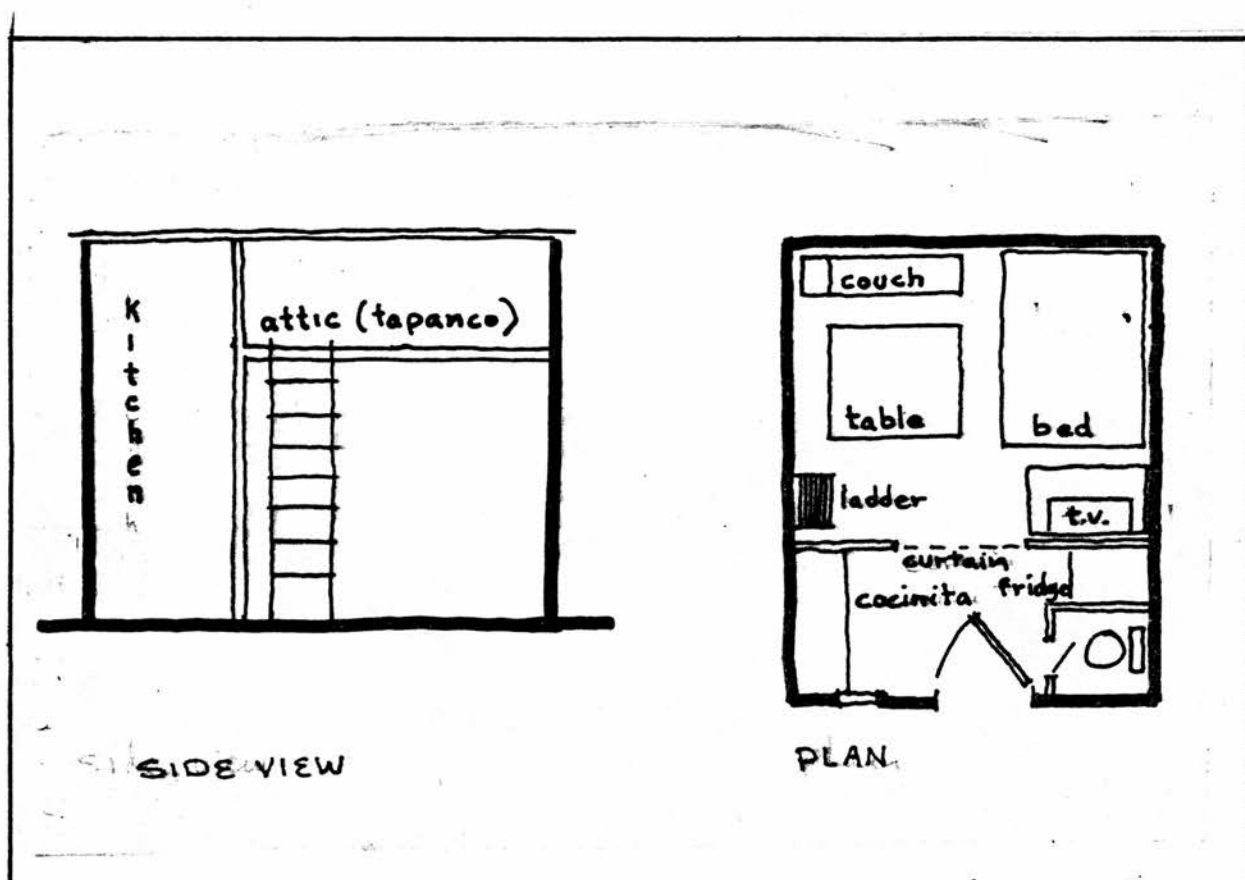 Kitchen
attic (tapanco)
SIDE VIEW
couch
table
bed
ladder
t.v.
curtain
cocinita
fridge
PLAN